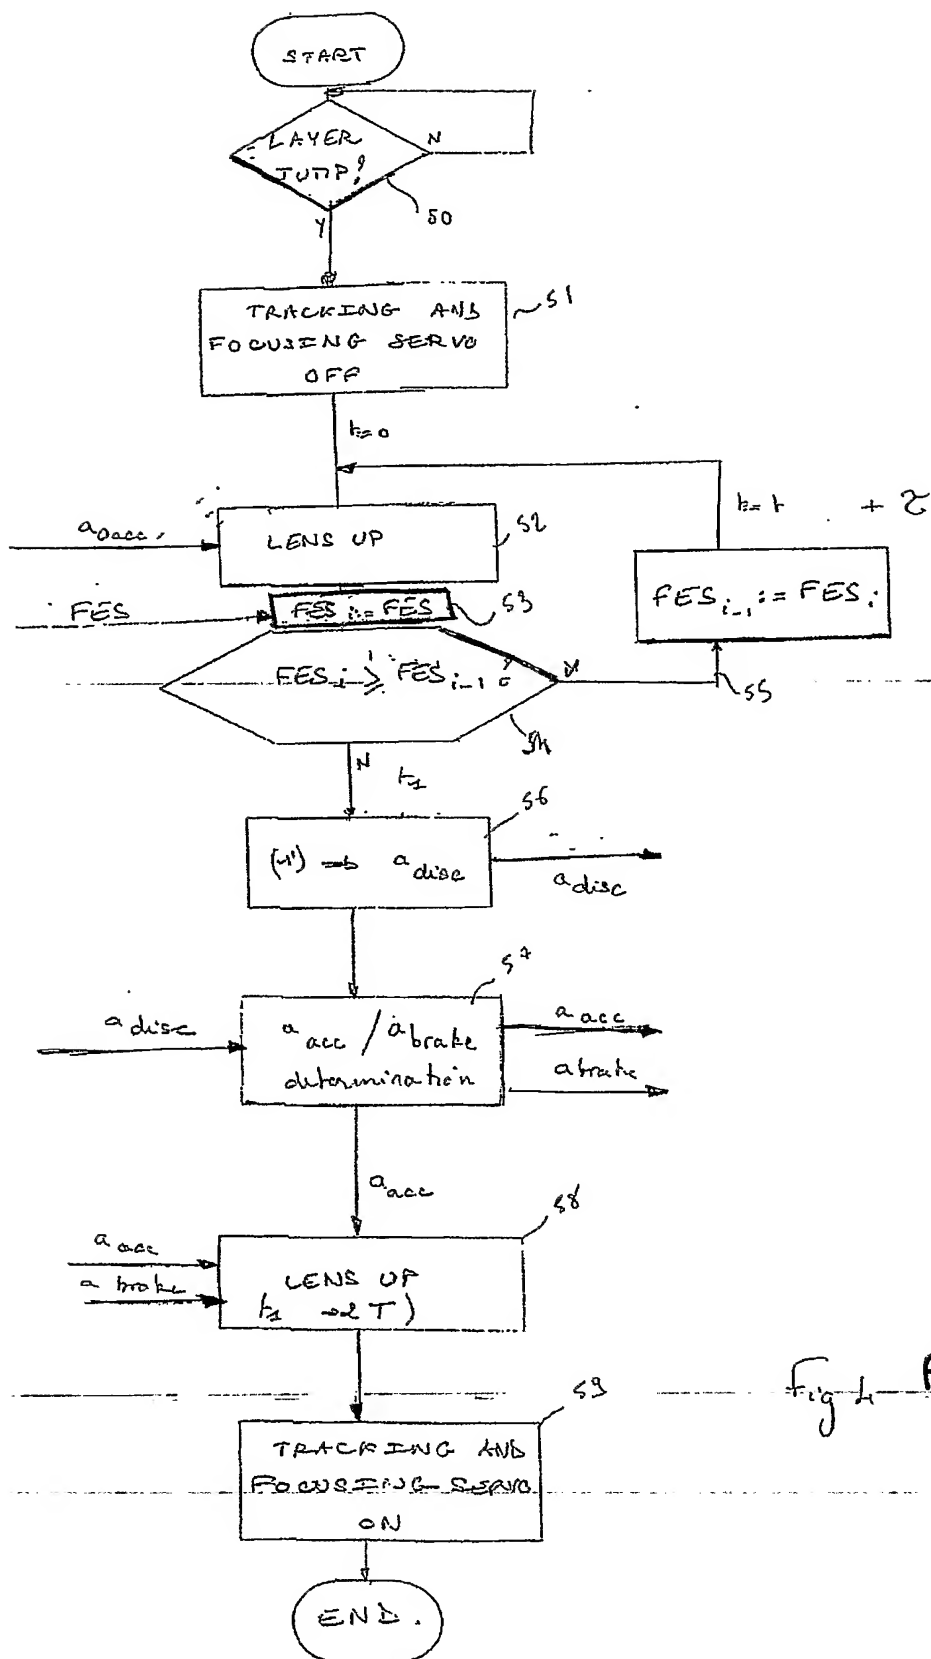 START
LAYER
JUMP?
N
50
Y
TRACKING AND
FOCUSING SERVO
OFF
51
t=0
a0acc
LENS UP
52
t=t + τ
FES
FESi := FES
53
FESi-1 := FESi
55
FESi ≥ FESi-1 ?
Y
54
N
t1
56
⇒ adisc
adisc
57
adisc
aacc / abrake
determination
aacc
abrake
aacc
58
aacc
abrake
LENS UP
t1 → T)
Fig 4
59
TRACKING AND
FOCUSING SERVO
ON
END.